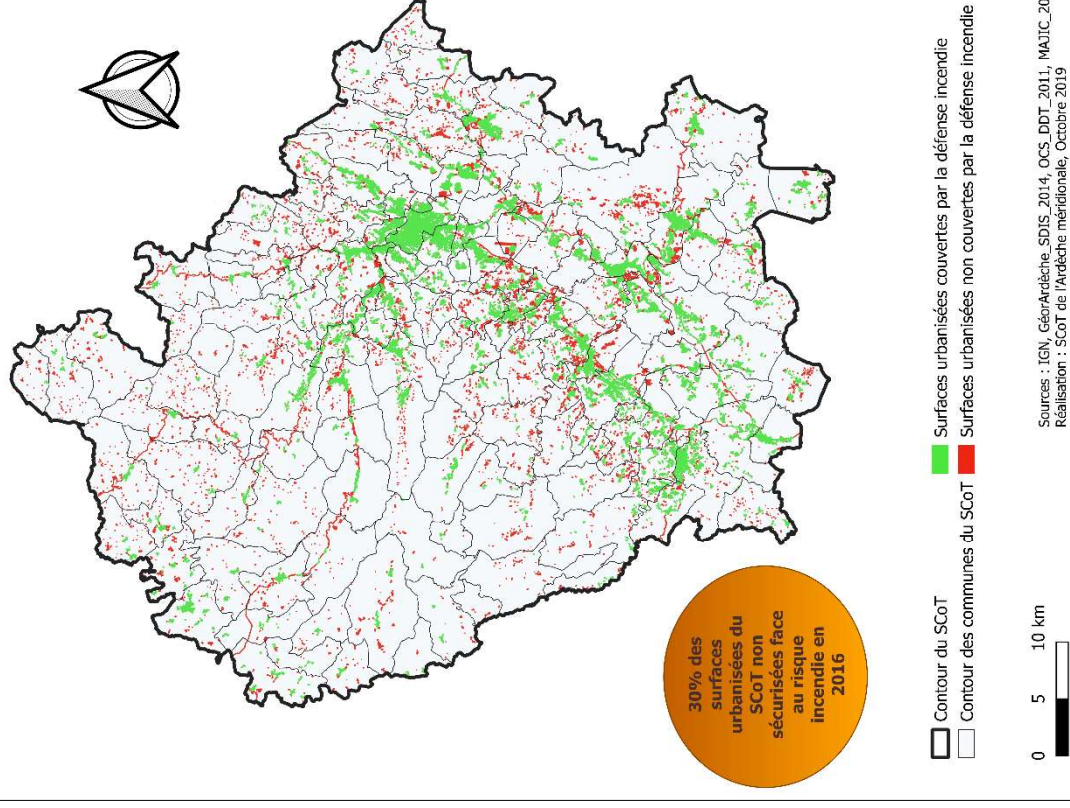 30% des
surfaces
urbanisées du
SCoT non
sécurisées face
au risque
incendie en
2016
Contour du SCoT
Contour des communes du SCoT
Surfaces urbanisées couvertes par la défense incendie
Surfaces urbanisées non couvertes par la défense incendie
0 5 10 km
Sources : IGN, GéorArdèche_SDIS_2014, OCS_DDT_2011, MAJIC_20
Réalisation : SCoT de l'Ardèche méridionale, Octobre 2019